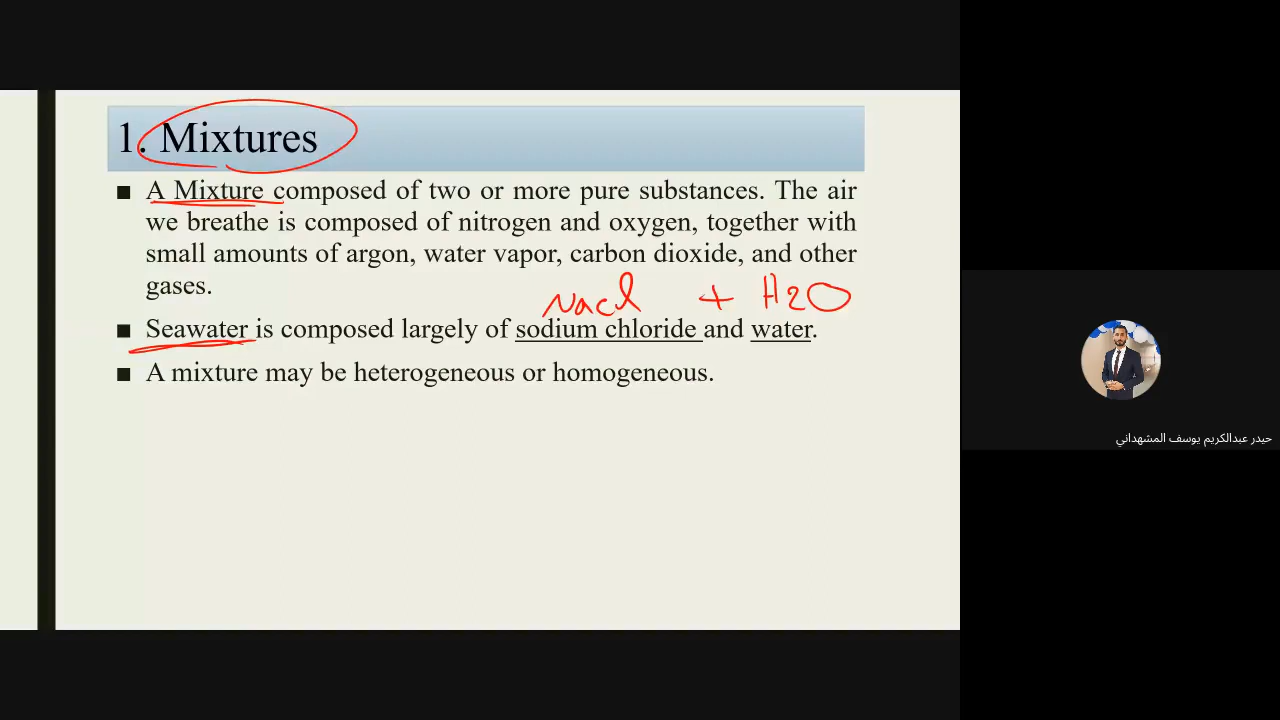 1. Mixtures
■ A Mixture composed of two or more pure substances. The air
we breathe is composed of nitrogen and oxygen, together with
small amounts of argon, water vapor, carbon dioxide, and other
gases.
Nacl + H2O
■ Seawater is composed largely of sodium chloride and water.
■ A mixture may be heterogeneous or homogeneous.
حيدر عبدالكريم يوسف المشهداني